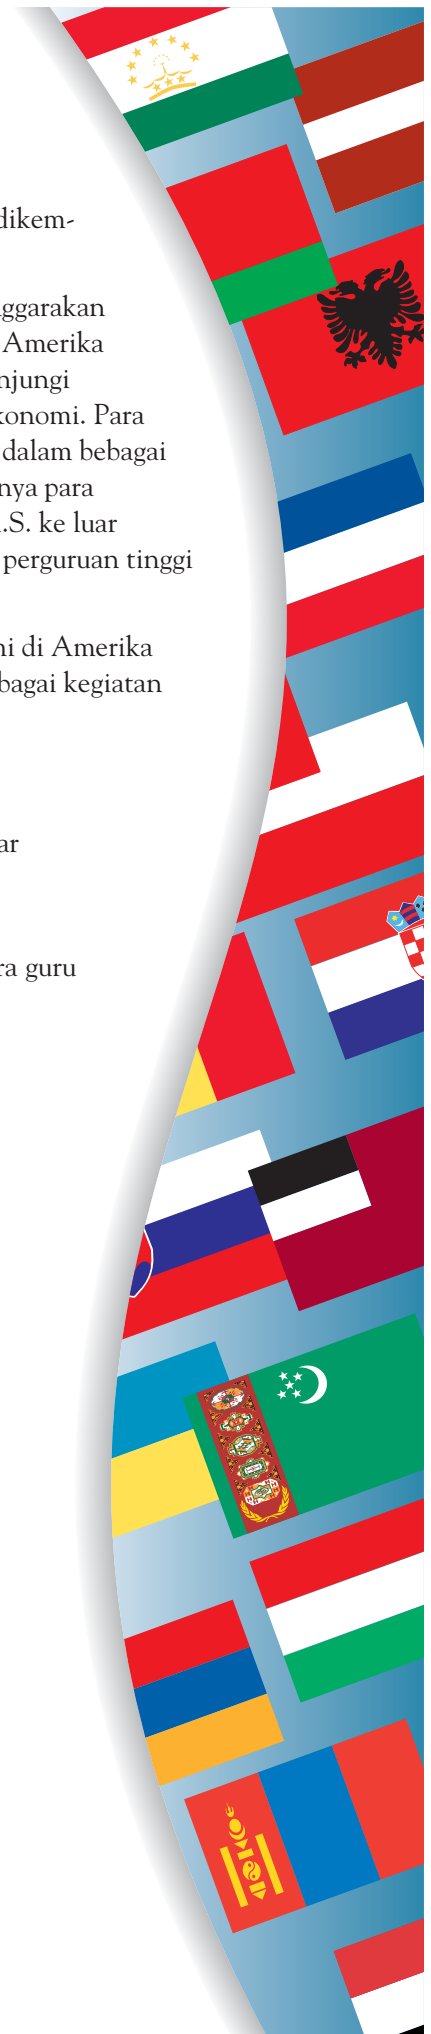 dikem-
ggarakan
Amerika
njungi
konomi. Para
dalam bebagai
nya para
.S. ke luar
perguruan tinggi
ni di Amerika
bagai kegiatan
ar
ra guru